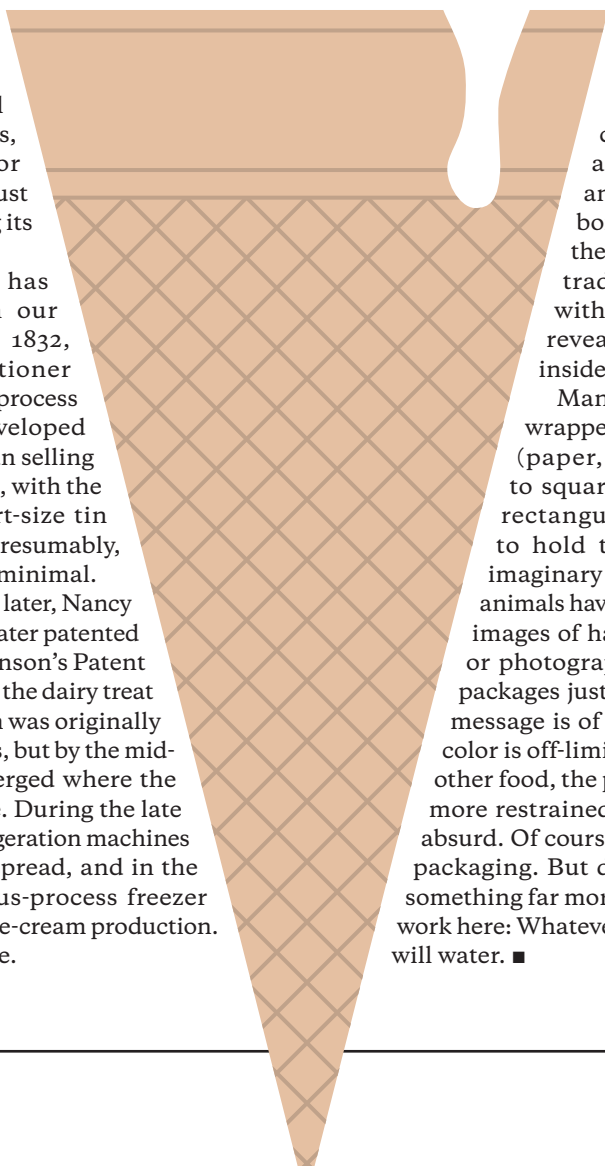 l
s,
or
ust
its
has
our
1832,
tioner
process
veloped
n selling
, with the
rt-size tin
resumably,
minimal.
later, Nancy
ater patented
nson’s Patent
the dairy treat
was originally
s, but by the mid-
erged where the
. During the late
geration machines
pread, and in the
us-process freezer
e-cream production.
e.
c
a
an
bo
the
trac
with
revea
inside
Man
wrappe
(paper,
to squar
rectangu
to hold t
imaginary
animals hav
images of ha
or photograp
packages just
message is of
color is off-limi
other food, the p
more restrained
absurd. Of cours
packaging. But c
something far mor
work here: Whateve
will water. ■